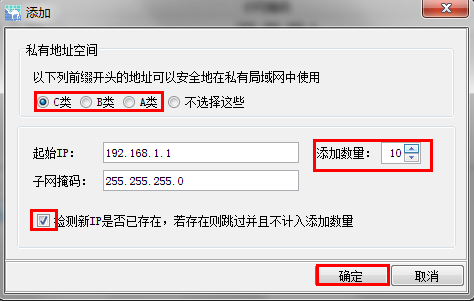 添加
私有地址空间
以下列前缀开头的地址可以安全地在私有局域网中使用
C类 B类 A类 不选择这些
起始IP: 192.168.1.1 添加数量: 10
子网掩码: 255.255.255.0
检测新IP是否已存在，若存在则跳过并且不计入添加数量
确定 取消